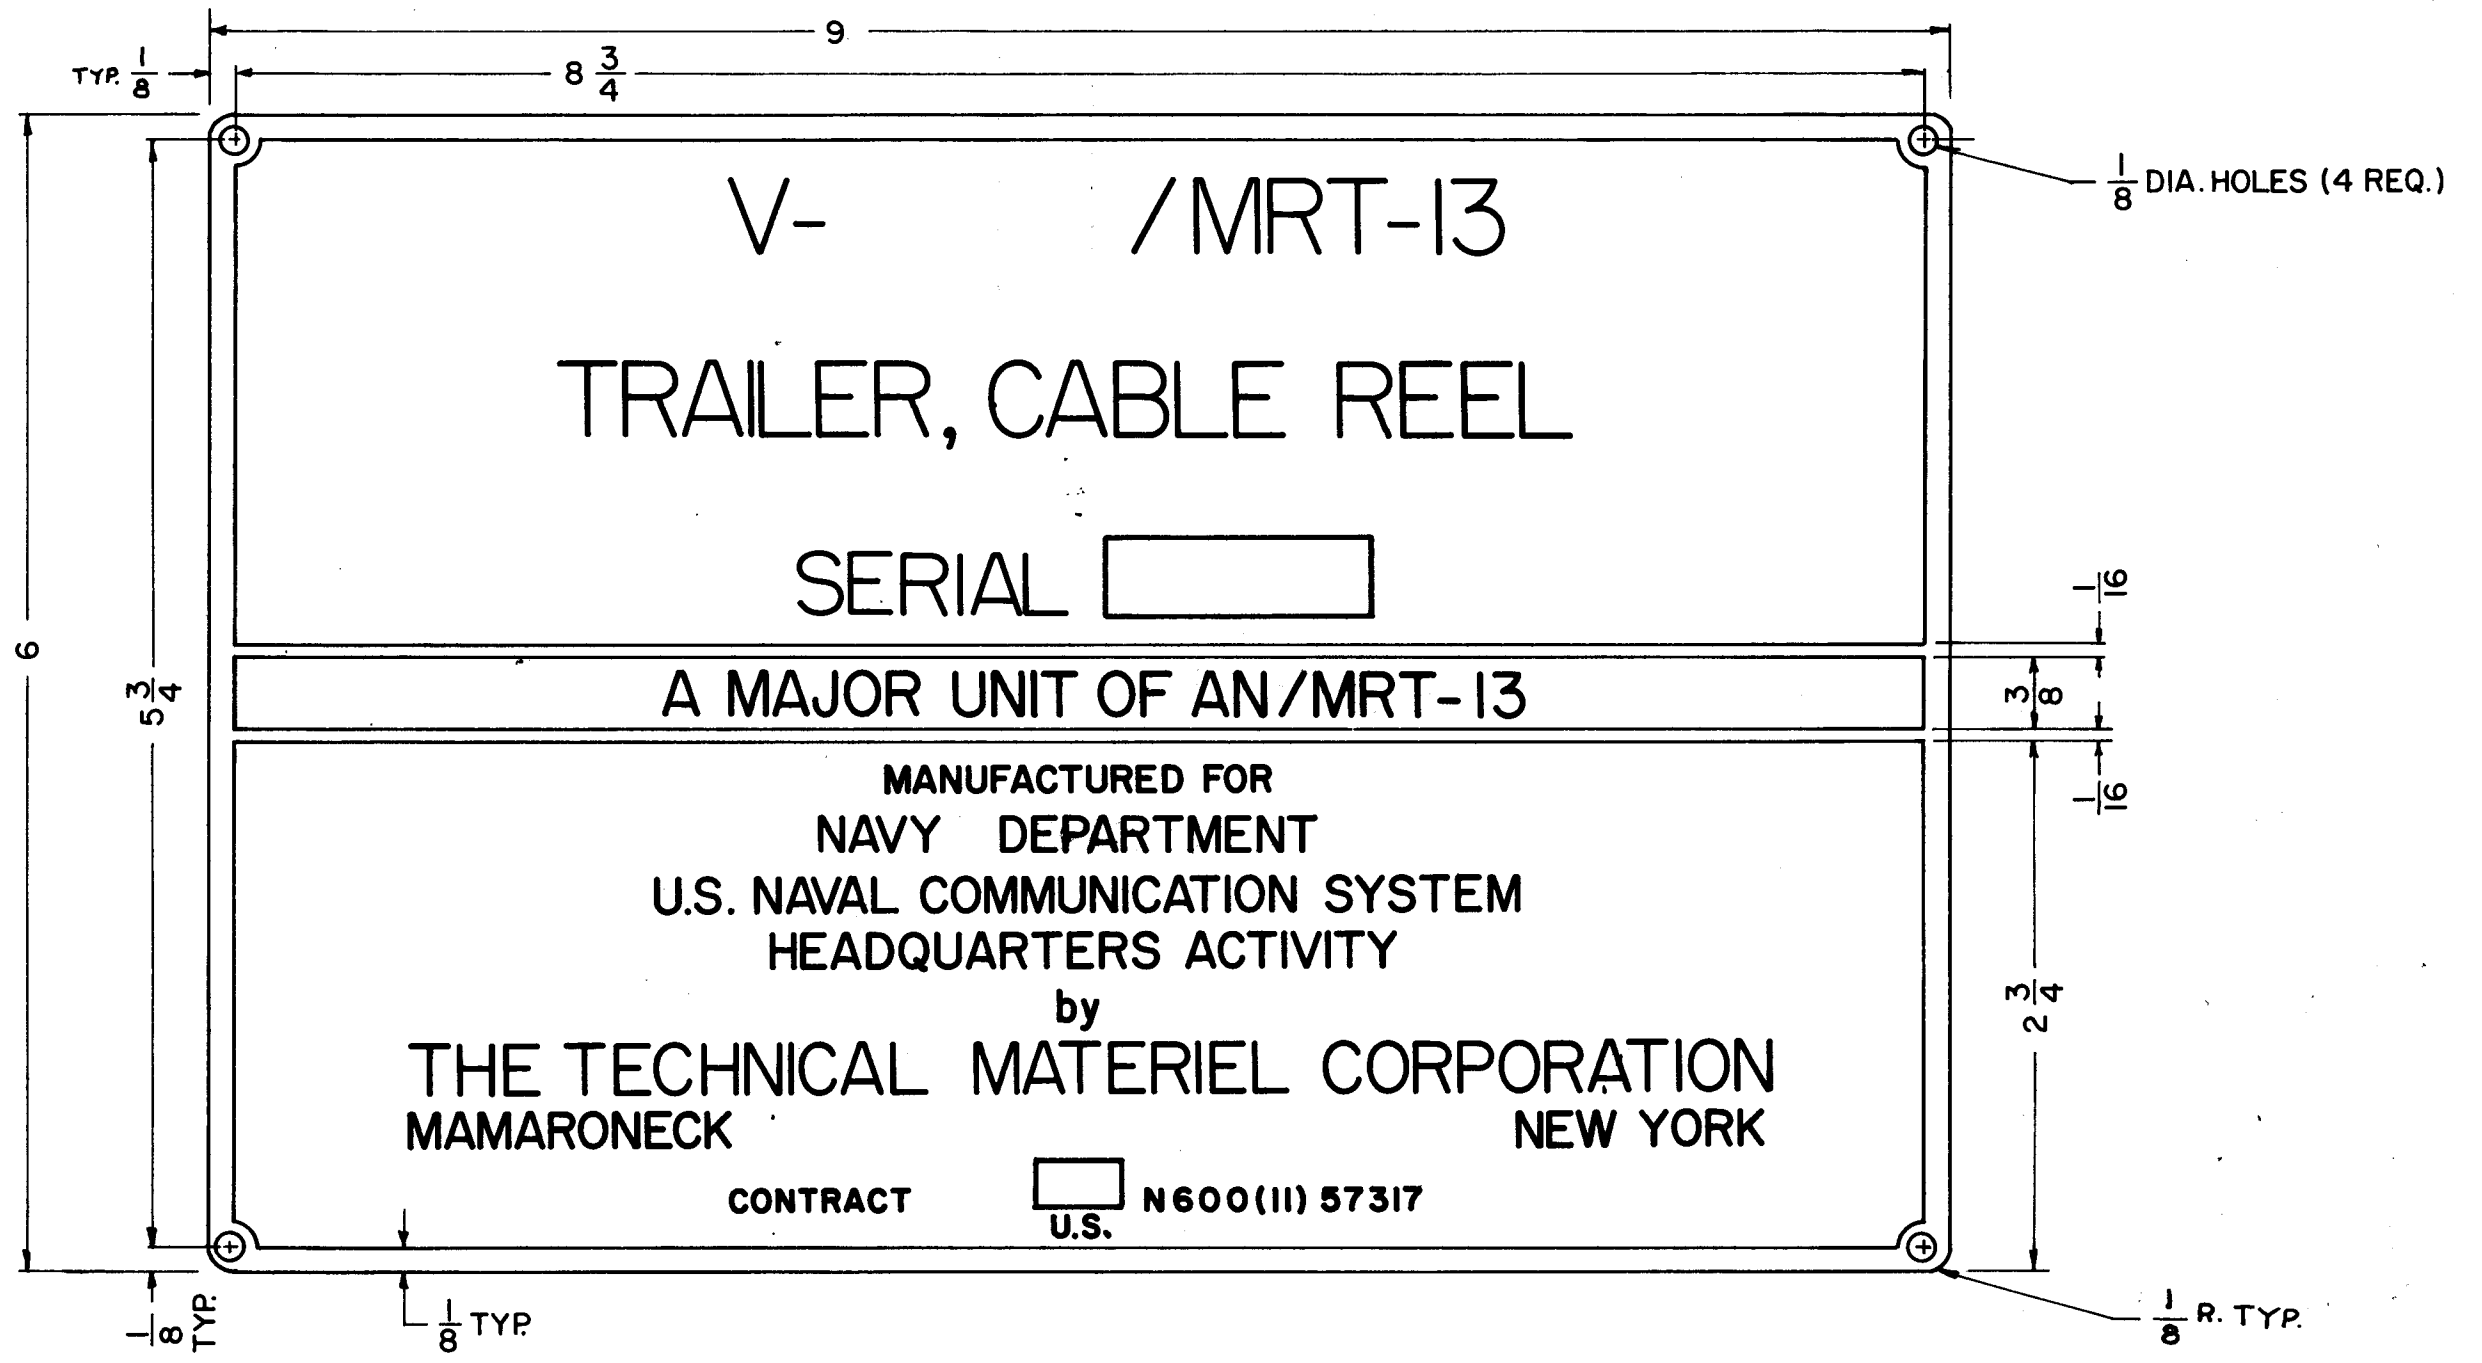 9
TYP. 1/8
8 3/4
1/8 DIA. HOLES (4 REQ.)
V- /MRT-13
TRAILER, CABLE REEL
SERIAL
1/16
6
5 3/4
A MAJOR UNIT OF AN/MRT-13
3/8
1/16
MANUFACTURED FOR
NAVY DEPARTMENT
U.S. NAVAL COMMUNICATION SYSTEM
HEADQUARTERS ACTIVITY
by
2 3/4
THE TECHNICAL MATERIEL CORPORATION
MAMARONECK NEW YORK
CONTRACT N600(11) 57317
U.S.
1/8 TYP.
1/8 TYP.
1/8 R. TYP.